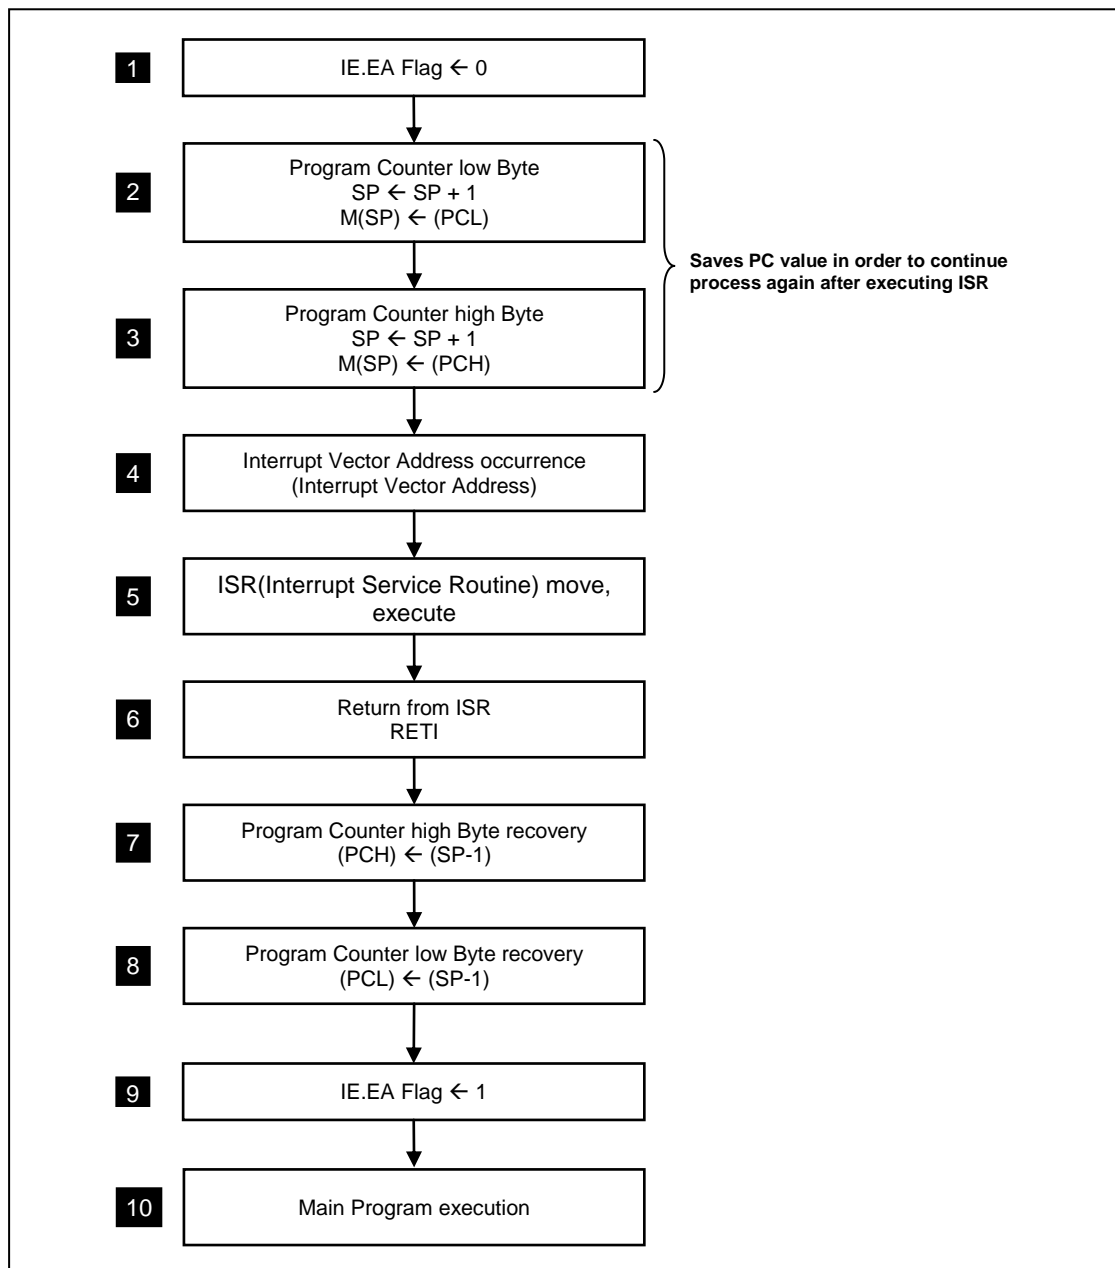 1
IE.EA Flag ← 0
2
Program Counter low Byte
SP ← SP + 1
M(SP) ← (PCL)
Saves PC value in order to continue
process again after executing ISR
3
Program Counter high Byte
SP ← SP + 1
M(SP) ← (PCH)
4
Interrupt Vector Address occurrence
(Interrupt Vector Address)
5
ISR(Interrupt Service Routine) move,
execute
6
Return from ISR
RETI
7
Program Counter high Byte recovery
(PCH) ← (SP-1)
8
Program Counter low Byte recovery
(PCL) ← (SP-1)
9
IE.EA Flag ← 1
10
Main Program execution